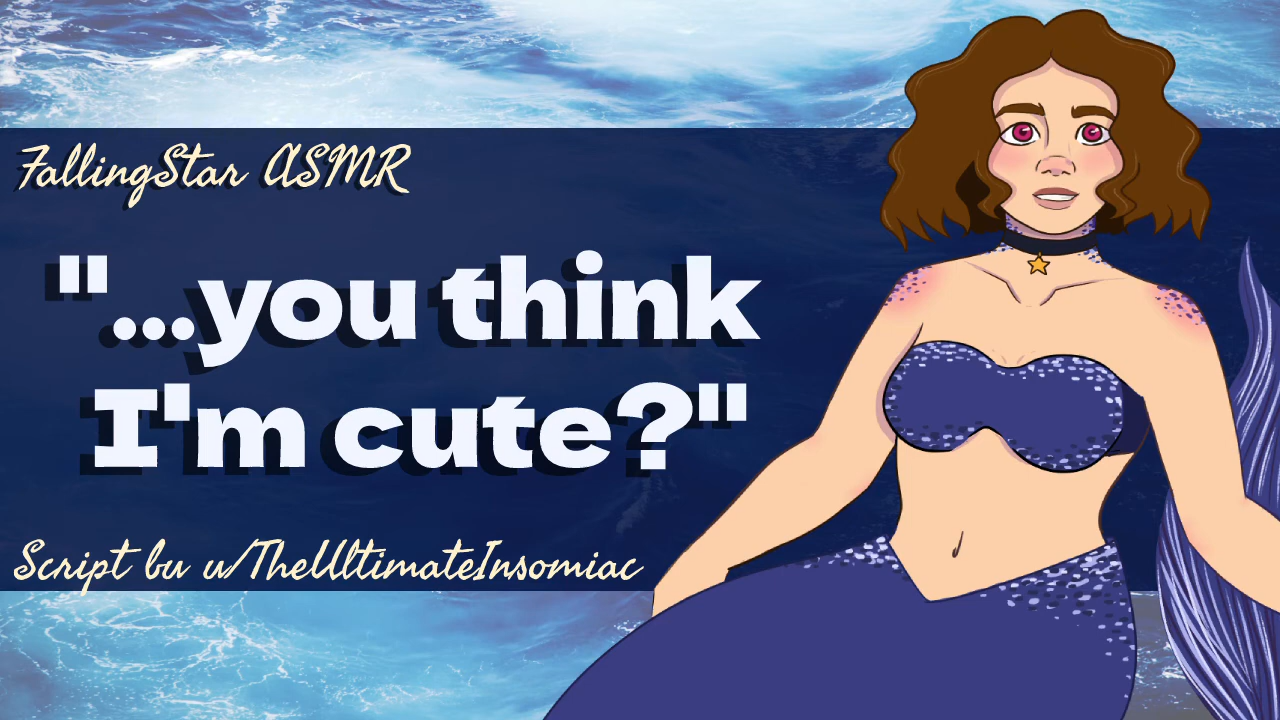 FallingStar ASMR
"...you think
I'm cute?"
Script bu u/TheUltimateInsomiac